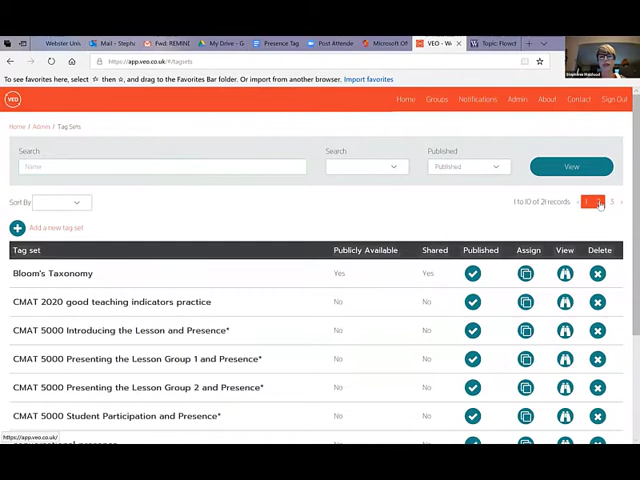 Webster Univ
Mail - Steph
Fwd: REMINI
My Drive - G
Presence Tag
Post Attende
Microsoft Of
VEO - W
Topic: Flowc
https://app.veo.co.uk/#/tagsets
To see favorites here, select ☆ then ☆, and drag to the Favorites Bar folder. Or import from another browser. Import favorites
VEO
Home Groups Notifications Admin About Contact Sign Out
Home / Admin / Tag Sets
Search Search Published
Name Published View
Sort By 1 to 10 of 21 records « 1 2 3 »
Add a new tag set
Tag set Publicly Available Shared Published Assign View Delete
Bloom's Taxonomy Yes Yes
CMAT 2020 good teaching indicators practice No No
CMAT 5000 Introducing the Lesson and Presence* No No
CMAT 5000 Presenting the Lesson Group 1 and Presence* No No
CMAT 5000 Presenting the Lesson Group 2 and Presence* No No
CMAT 5000 Student Participation and Presence* No No
https://app.veo.co.uk/